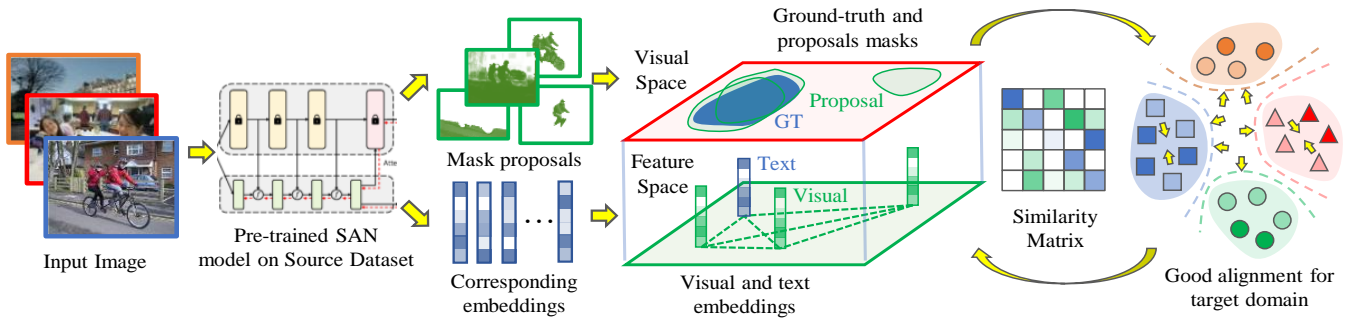 Input Image
Pre-trained SAN
model on Source Dataset
Atte
Mask proposals
...
Corresponding
embeddings
Visual
Space
Ground-truth and
proposals masks
Proposal
GT
Feature
Space
Text
Visual
Visual and text
embeddings
Similarity
Matrix
Good alignment for
target domain